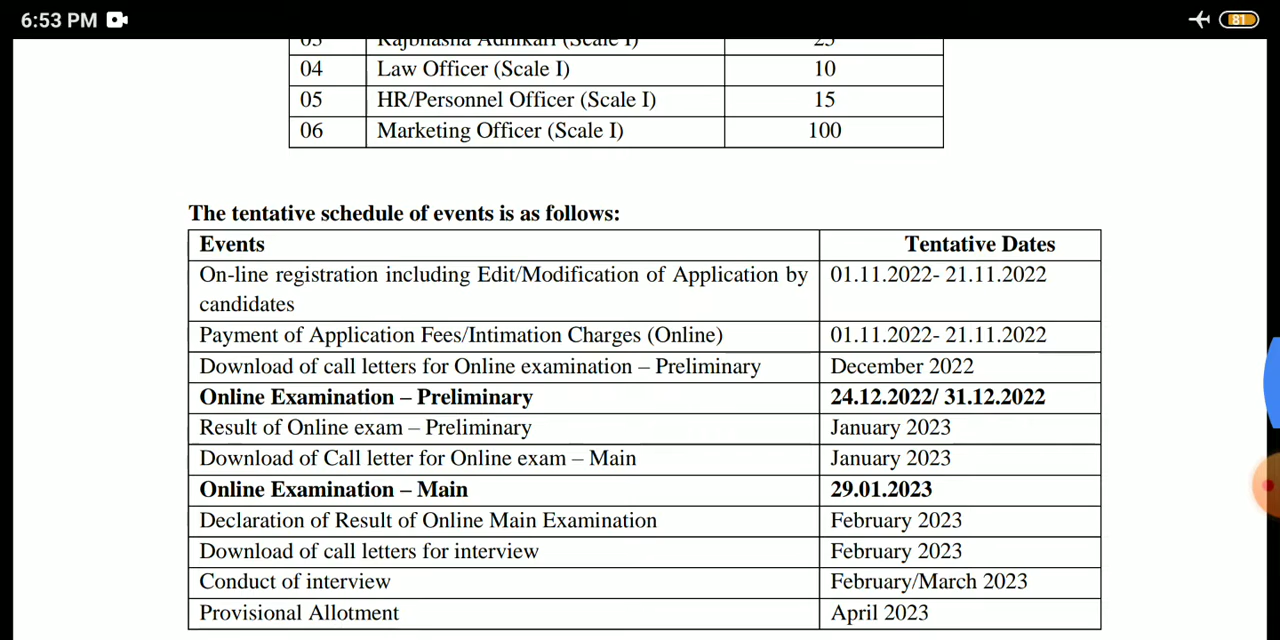 6:53 PM 81
03 Rajbhasha Adhikari (Scale I) 25
04 Law Officer (Scale I) 10
05 HR/Personnel Officer (Scale I) 15
06 Marketing Officer (Scale I) 100
The tentative schedule of events is as follows:
Events Tentative Dates
On-line registration including Edit/Modification of Application by 01.11.2022- 21.11.2022
candidates
Payment of Application Fees/Intimation Charges (Online) 01.11.2022- 21.11.2022
Download of call letters for Online examination – Preliminary December 2022
Online Examination – Preliminary 24.12.2022/ 31.12.2022
Result of Online exam – Preliminary January 2023
Download of Call letter for Online exam – Main January 2023
Online Examination – Main 29.01.2023
Declaration of Result of Online Main Examination February 2023
Download of call letters for interview February 2023
Conduct of interview February/March 2023
Provisional Allotment April 2023